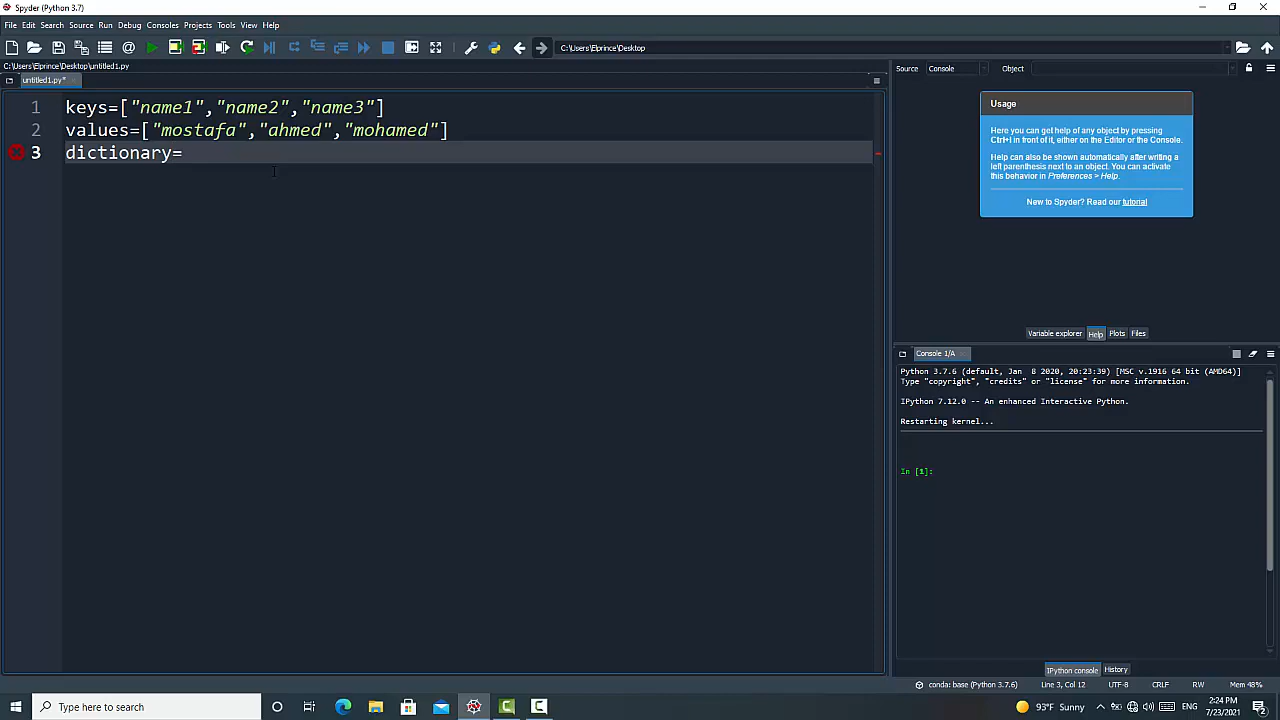 Spyder (Python 3.7)
File Edit Search Source Run Debug Consoles Projects Tools View Help
C:\Users\Elprince\Desktop
C:\Users\Elprince\Desktop\untitled1.py
untitled1.py*
1 keys=["name1","name2","name3"]
2 values=["mostafa","ahmed","mohamed"]
3 dictionary=
Source Console Object
Usage
Here you can get help of any object by pressing
Ctrl+I in front of it, either on the Editor or the Console.
Help can also be shown automatically after writing
a left parenthesis next to an object. You can activate
this behavior in Preferences > Help.
New to Spyder? Read our tutorial
Variable explorer Help Plots Files
Console 1/A
Python 3.7.6 (default, Jan  8 2020, 20:23:39) [MSC v.1916 64 bit (AMD64)]
Type "copyright", "credits" or "license" for more information.
IPython 7.12.0 -- An enhanced Interactive Python.
Restarting kernel...
In [1]:
IPython console History
conda: base (Python 3.7.6) Line 3, Col 12 UTF-8 CRLF RW Mem 48%
Type here to search
93°F Sunny ENG
2:24 PM
7/23/2021
2